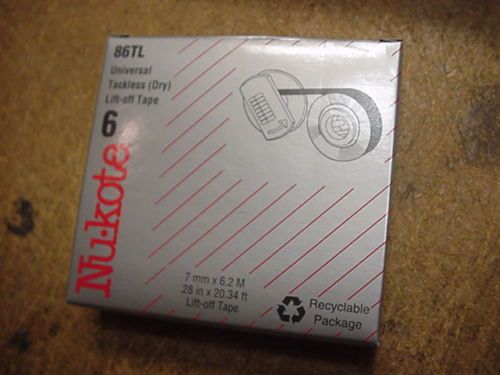 86TL
Universal
Tackless (Dry)
Lift-off Tape
6
Nu-kote
7 mm x 6.2 M
28 in x 20.34 ft
Lift-off Tape
Recyclable
Package